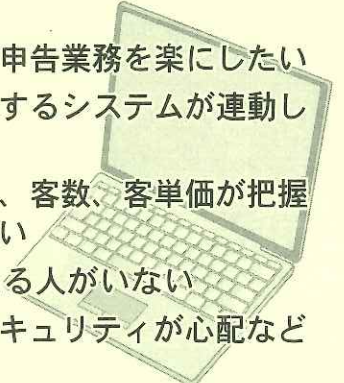 申告業務を楽にしたい
するシステムが連動し
、客数、客単価が把握
い
る人がいない
キュリティが心配など